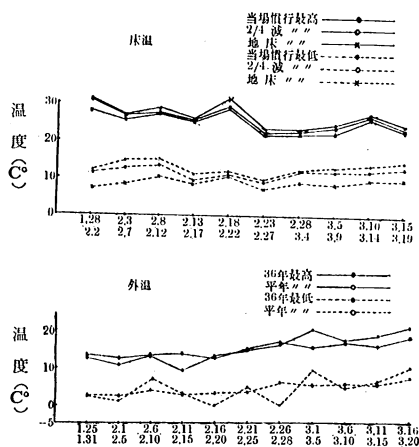 床温
当場慣行最高
2/4 減 〃 〃
地 床 〃 〃
当場慣行最低
2/4 減 〃 〃
地 床 〃 〃
温度(C°)
30
20
10
0
1.28 2.3 2.8 2.13 2.18 2.23 2.28 3.5 3.10 3.15
2.2 2.7 2.12 2.17 2.22 2.27 3.4 3.9 3.14 3.19
外温
36年最高
平年 〃 〃
36年最低
平年 〃 〃
温度(C°)
20
10
0
-5
1.25 2.1 2.6 2.11 2.16 2.21 2.26 3.1 3.6 3.11 3.16
1.31 2.5 2.10 2.15 2.20 2.25 2.28 3.5 3.10 3.15 3.20